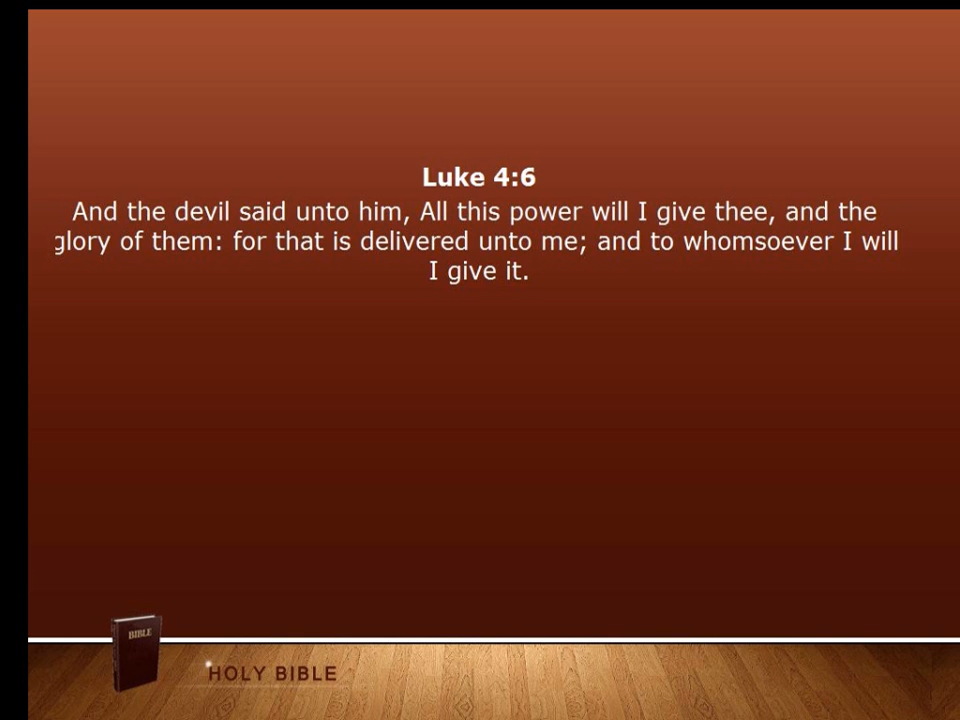 Luke 4:6
And the devil said unto him, All this power will I give thee, and the
glory of them: for that is delivered unto me; and to whomsoever I will
I give it.
BIBLE
HOLY BIBLE